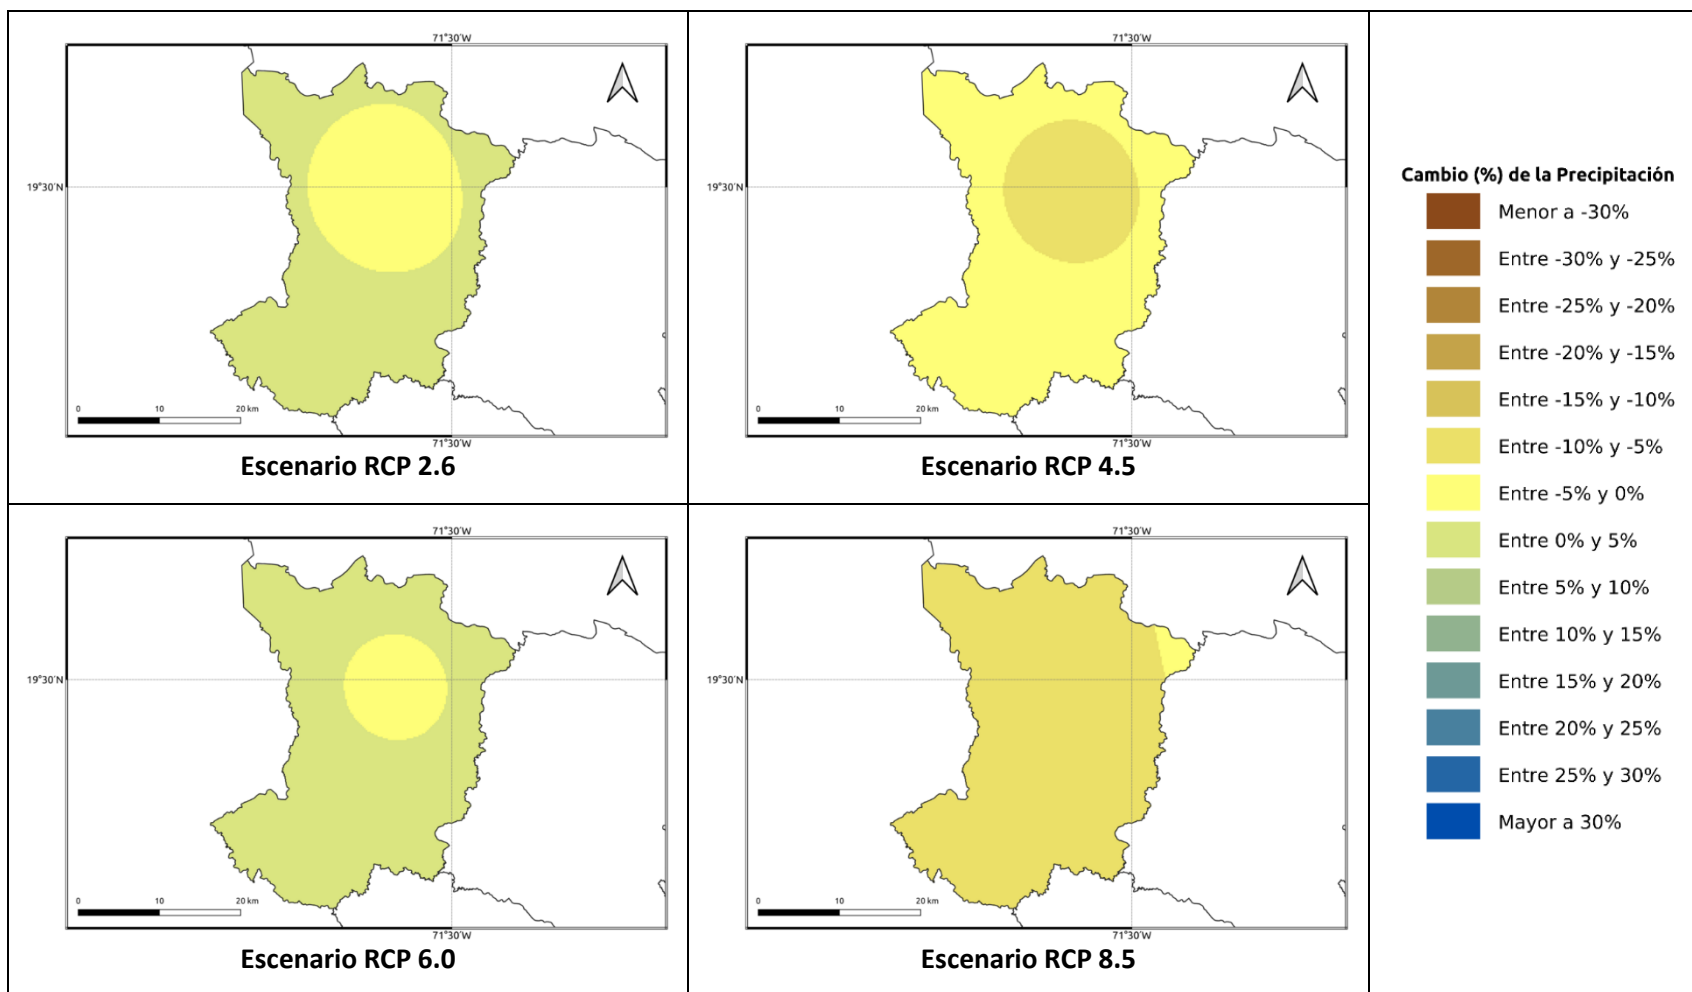 71°30'W
19°30'N
0 10 20 km
71°30'W
Escenario RCP 2.6
71°30'W
19°30'N
0 10 20 km
71°30'W
Escenario RCP 4.5
71°30'W
19°30'N
0 10 20 km
71°30'W
Escenario RCP 6.0
71°30'W
19°30'N
0 10 20 km
71°30'W
Escenario RCP 8.5
Cambio (%) de la Precipitación
Menor a -30%
Entre -30% y -25%
Entre -25% y -20%
Entre -20% y -15%
Entre -15% y -10%
Entre -10% y -5%
Entre -5% y 0%
Entre 0% y 5%
Entre 5% y 10%
Entre 10% y 15%
Entre 15% y 20%
Entre 20% y 25%
Entre 25% y 30%
Mayor a 30%